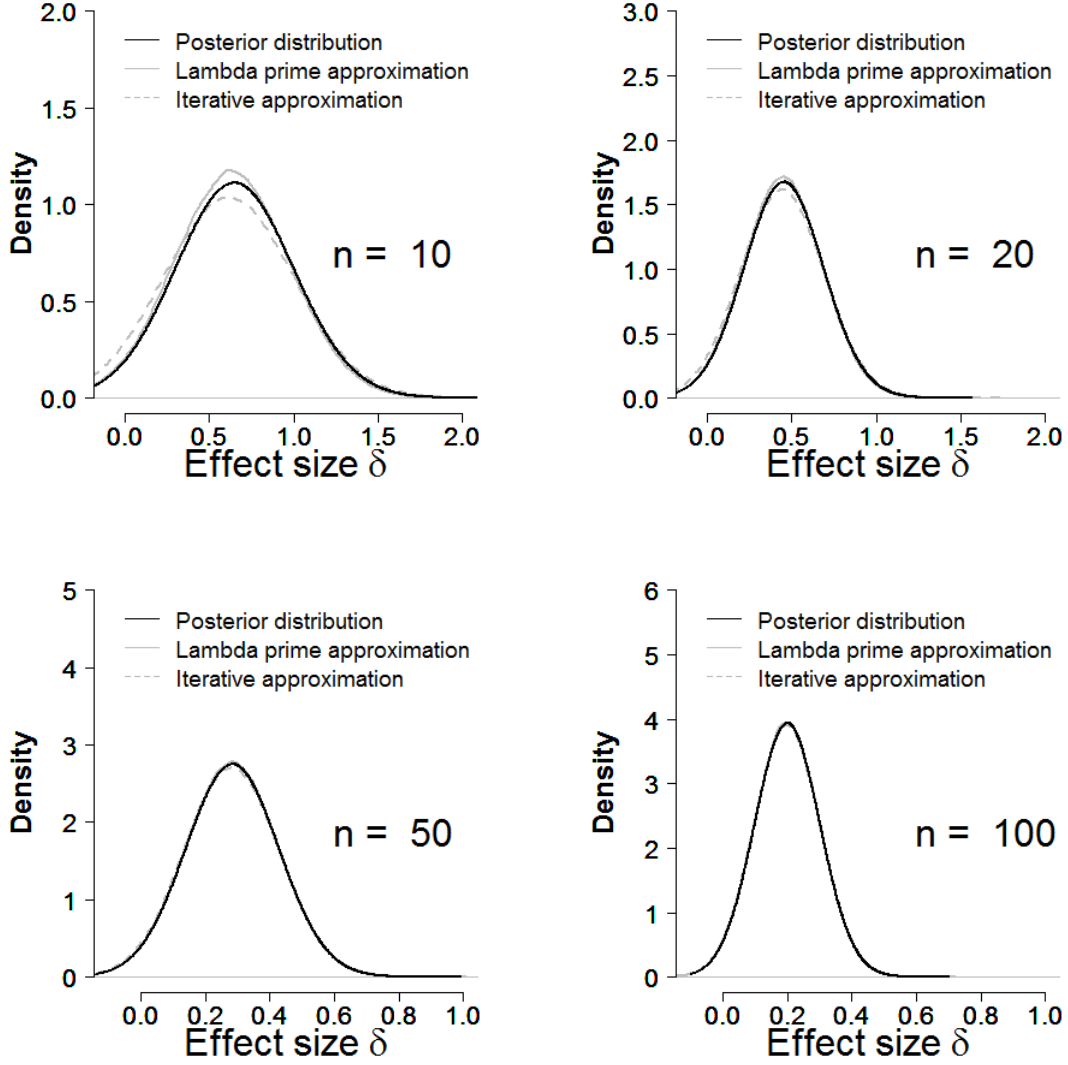 2.0
1.5
1.0
0.5
0.0
Density
Posterior distribution
Lambda prime approximation
Iterative approximation
n = 10
0.0 0.5 1.0 1.5 2.0
Effect size δ
3.0
2.5
2.0
1.5
1.0
0.5
0.0
Density
Posterior distribution
Lambda prime approximation
Iterative approximation
n = 20
0.0 0.5 1.0 1.5 2.0
Effect size δ
5
4
3
2
1
0
Density
Posterior distribution
Lambda prime approximation
Iterative approximation
n = 50
0.0 0.2 0.4 0.6 0.8 1.0
Effect size δ
6
5
4
3
2
1
0
Density
Posterior distribution
Lambda prime approximation
Iterative approximation
n = 100
0.0 0.2 0.4 0.6 0.8 1.0
Effect size δ